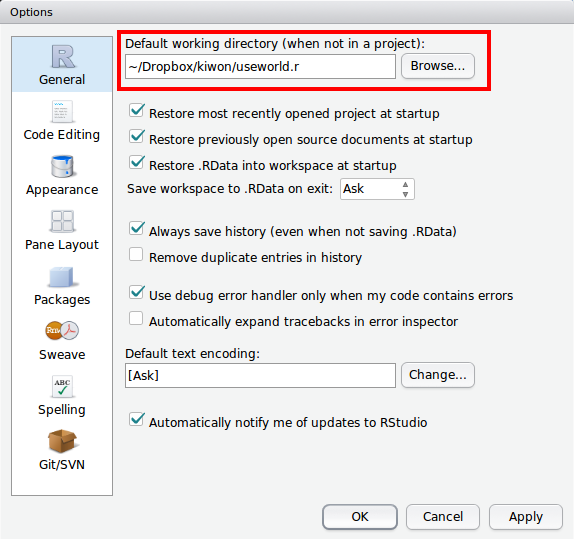 Options
General
Code Editing
Appearance
Pane Layout
Packages
Sweave
Spelling
Git/SVN
Default working directory (when not in a project):
~/Dropbox/kiwon/useworld.r
Browse...
Restore most recently opened project at startup
Restore previously open source documents at startup
Restore .RData into workspace at startup
Save workspace to .RData on exit: Ask
Always save history (even when not saving .RData)
Remove duplicate entries in history
Use debug error handler only when my code contains errors
Automatically expand tracebacks in error inspector
Default text encoding:
[Ask]
Change...
Automatically notify me of updates to RStudio
OK
Cancel
Apply
R
Rnw
ABC